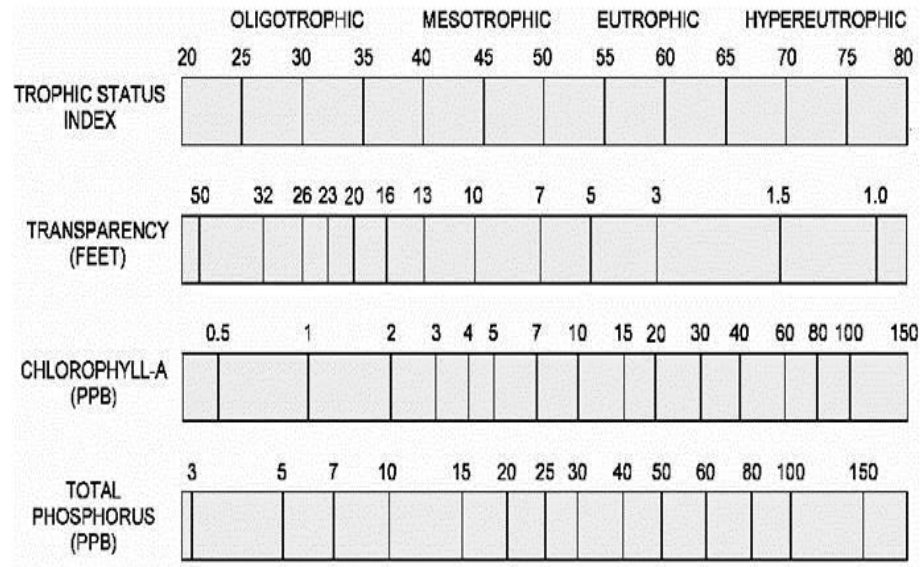 OLIGOTROPHIC MESOTROPHIC EUTROPHIC HYPEREUTROPHIC
20 25 30 35 40 45 50 55 60 65 70 75 80
TROPHIC STATUS
INDEX
50 32 26 23 20 16 13 10 7 5 3 1.5 1.0
TRANSPARENCY
(FEET)
0.5 1 2 3 4 5 7 10 15 20 30 40 60 80 100 150
CHLOROPHYLL-A
(PPB)
3 5 7 10 15 20 25 30 40 50 60 80 100 150
TOTAL
PHOSPHORUS
(PPB)